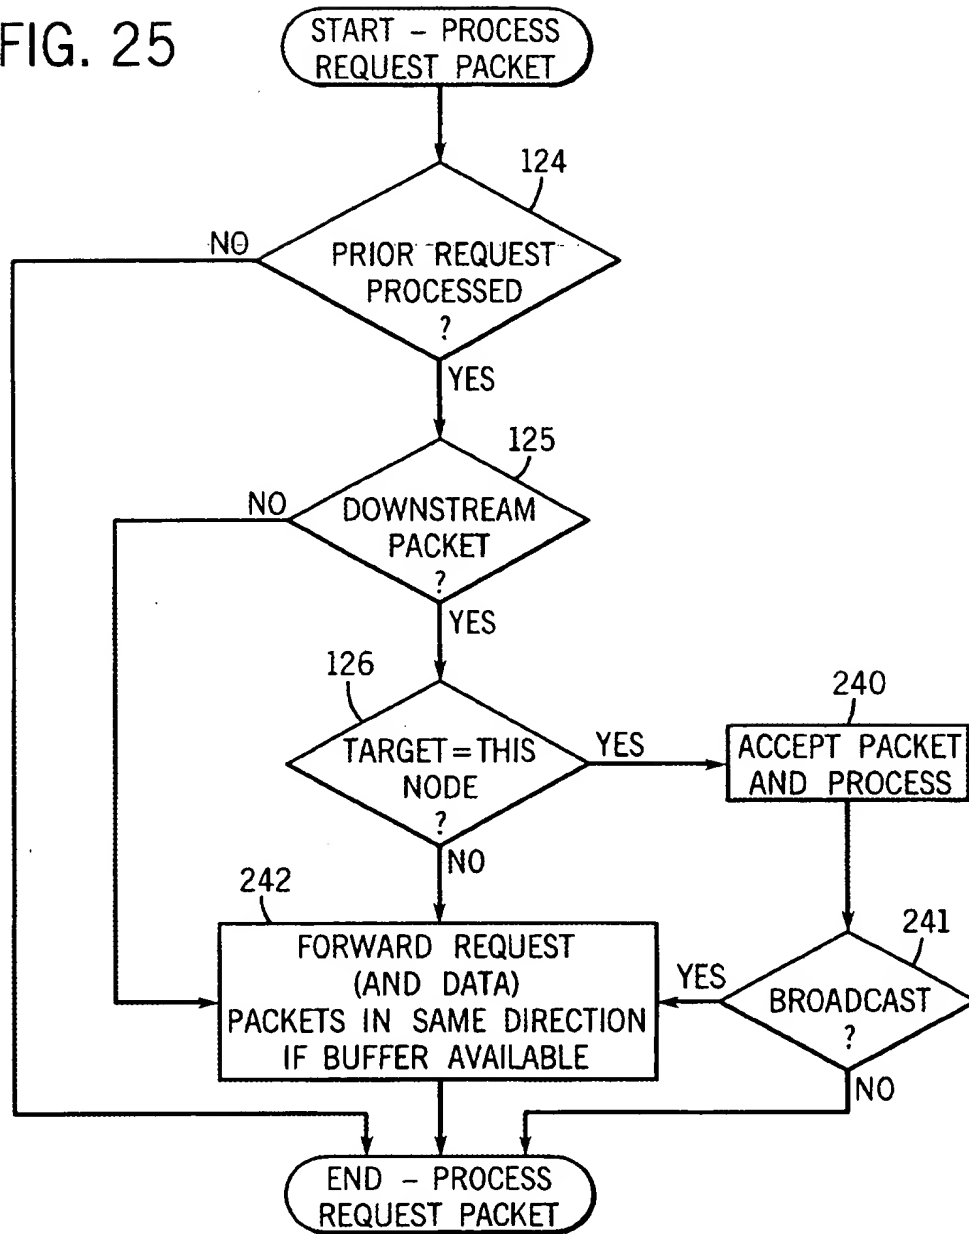 FIG. 25
START – PROCESS
REQUEST PACKET
124
NO
PRIOR REQUEST
PROCESSED
?
YES
125
NO
DOWNSTREAM
PACKET
?
YES
126
TARGET=THIS
NODE
?
YES
240
ACCEPT PACKET
AND PROCESS
NO
242
FORWARD REQUEST
(AND DATA)
PACKETS IN SAME DIRECTION
IF BUFFER AVAILABLE
241
YES
BROADCAST
?
NO
END – PROCESS
REQUEST PACKET